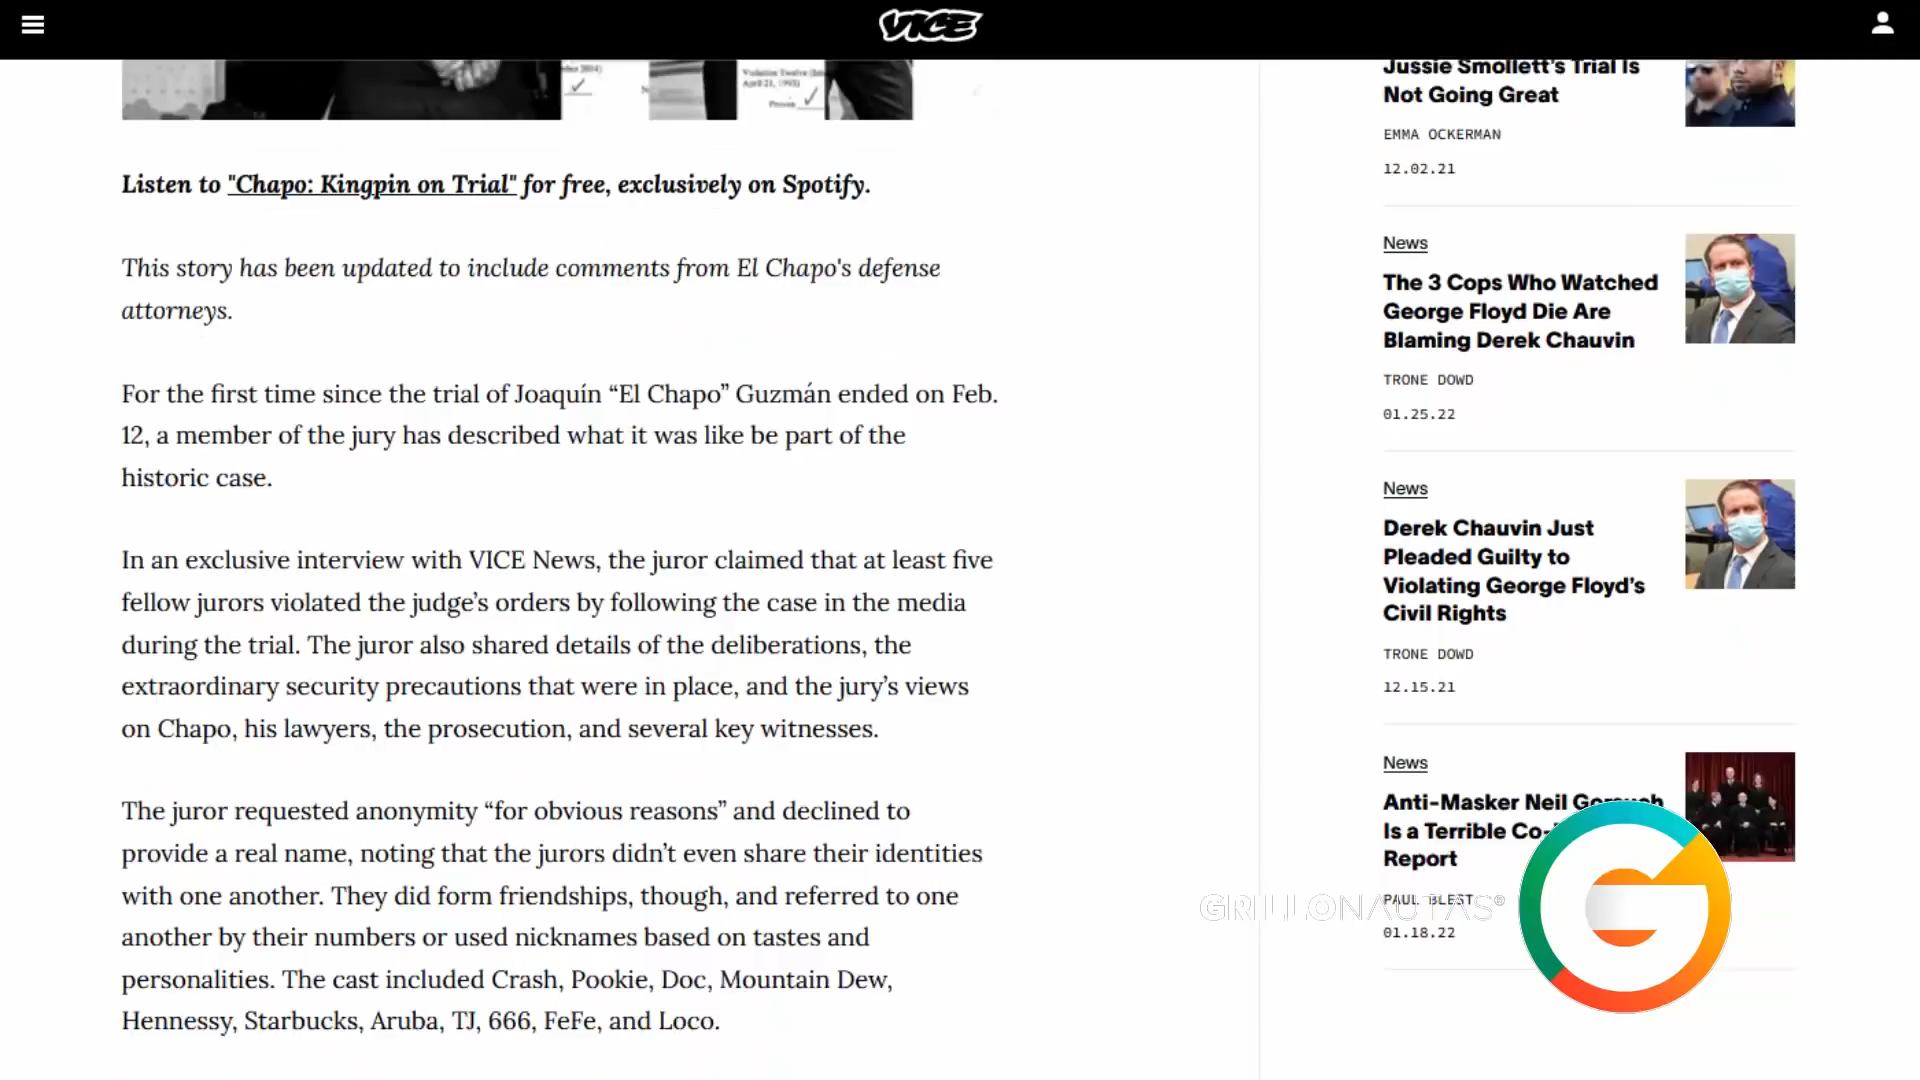 VICE
Violation Twelve
April 21, 1995)
Proven
Listen to "Chapo: Kingpin on Trial" for free, exclusively on Spotify.
This story has been updated to include comments from El Chapo's defense
attorneys.
For the first time since the trial of Joaquín “El Chapo” Guzmán ended on Feb.
12, a member of the jury has described what it was like be part of the
historic case.
In an exclusive interview with VICE News, the juror claimed that at least five
fellow jurors violated the judge’s orders by following the case in the media
during the trial. The juror also shared details of the deliberations, the
extraordinary security precautions that were in place, and the jury’s views
on Chapo, his lawyers, the prosecution, and several key witnesses.
The juror requested anonymity “for obvious reasons” and declined to
provide a real name, noting that the jurors didn’t even share their identities
with one another. They did form friendships, though, and referred to one
another by their numbers or used nicknames based on tastes and
personalities. The cast included Crash, Pookie, Doc, Mountain Dew,
Hennessy, Starbucks, Aruba, TJ, 666, FeFe, and Loco.
Jussie Smollett’s Trial Is
Not Going Great
EMMA OCKERMAN
12.02.21
News
The 3 Cops Who Watched
George Floyd Die Are
Blaming Derek Chauvin
TRONE DOWD
01.25.22
News
Derek Chauvin Just
Pleaded Guilty to
Violating George Floyd’s
Civil Rights
TRONE DOWD
12.15.21
News
Anti-Masker Neil Gorsuch
Is a Terrible Co-
Report
PAUL BLEST
01.18.22
GRILLONAUTAS®